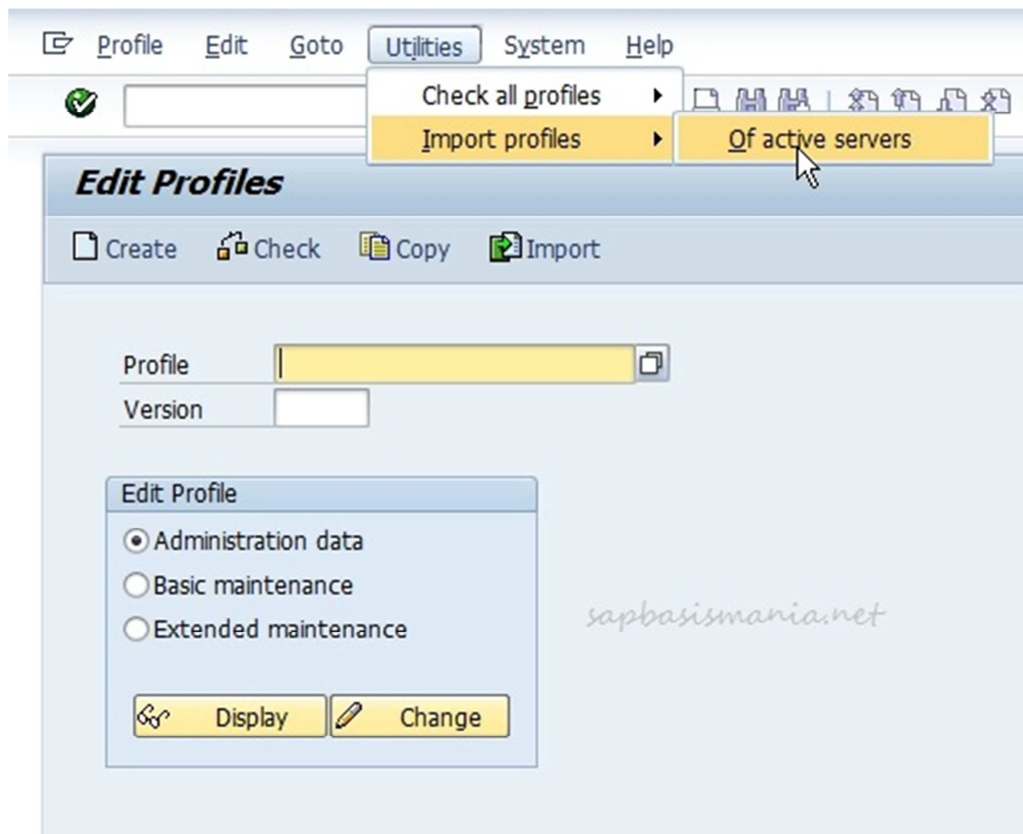 Profile Edit Goto Utilities System Help
Check all profiles
Import profiles
Of active servers
Edit Profiles
Create Check Copy Import
Profile
Version
Edit Profile
Administration data
Basic maintenance
Extended maintenance
sapbasismania.net
Display Change